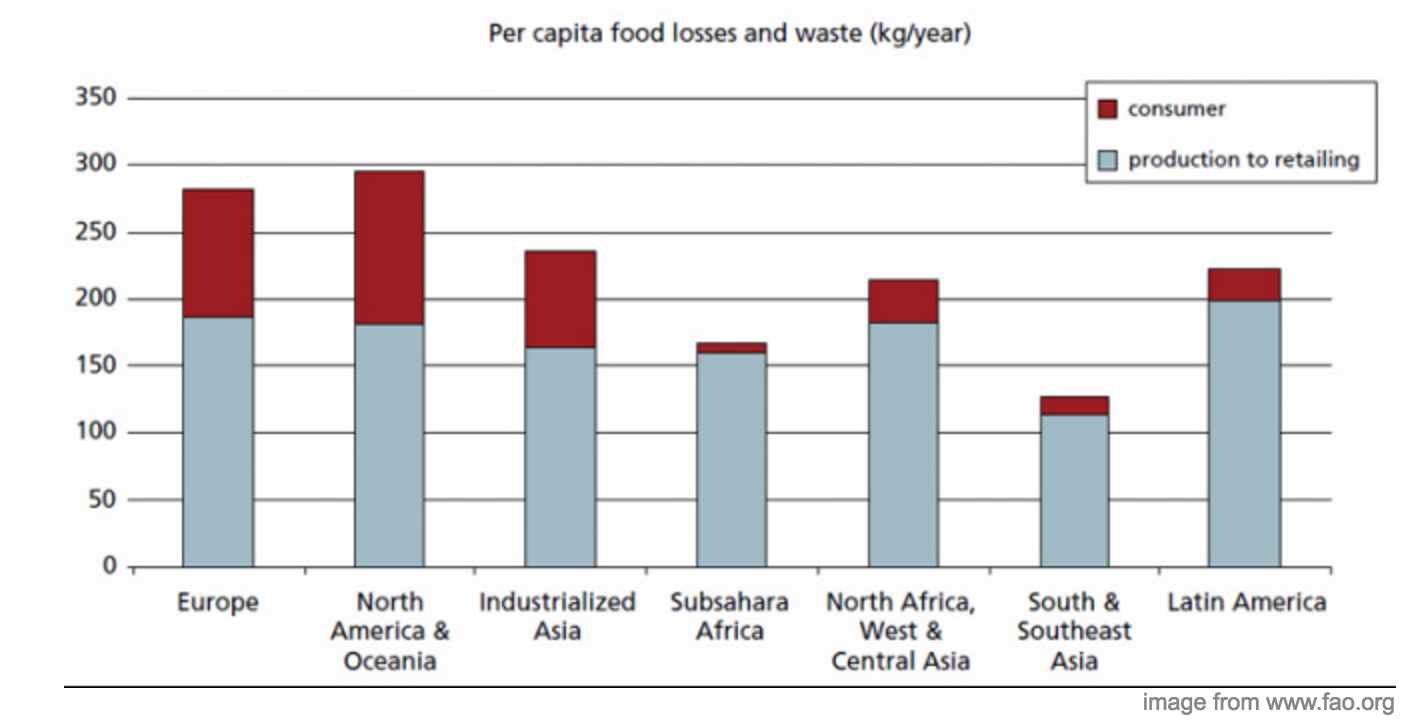 Per capita food losses and waste (kg/year)
350
300
250
200
150
100
50
0
consumer
production to retailing
Europe
North
America &
Oceania
Industrialized
Asia
Subsahara
Africa
North Africa,
West &
Central Asia
South &
Southeast
Asia
Latin America
image from www.fao.org